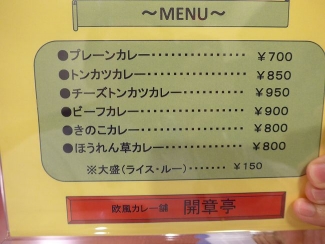 ～MENU～
●プレーンカレー・・・・・・・・・・・・・・￥700
●トンカツカレー・・・・・・・・・・・・・・￥850
●チーズトンカツカレー・・・・・・・・￥950
●ビーフカレー・・・・・・・・・・・・・・・・￥900
●きのこカレー・・・・・・・・・・・・・・・・￥800
●ほうれん草カレー・・・・・・・・・・・・￥800
※大盛(ライス・ルー)・・・・・・・￥150
欧風カレー舗 開章亭